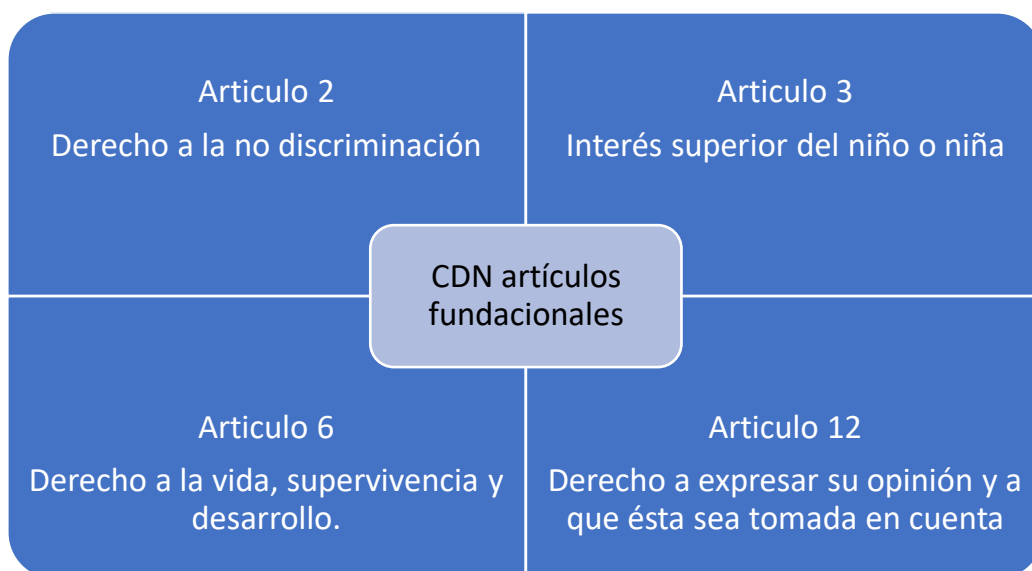 Articulo 2
Derecho a la no discriminación
Articulo 3
Interés superior del niño o niña
CDN artículos
fundacionales
Articulo 6
Derecho a la vida, supervivencia y
desarrollo.
Articulo 12
Derecho a expresar su opinión y a
que ésta sea tomada en cuenta